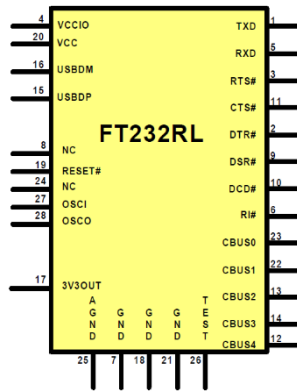 4 VCCIO TXD 1
20 VCC
16 USBDM RXD 5
15 USBDP RTS# 3
CTS# 11
FT232RL DTR# 2
8 NC DSR# 9
19 RESET#
24 NC DCD# 10
27 OSCI
28 OSCO RI# 6
CBUS0 23
CBUS1 22
17 3V3OUT CBUS2 13
CBUS3 14
CBUS4 12
AGND GND GND GND TEST
25 7 18 21 26